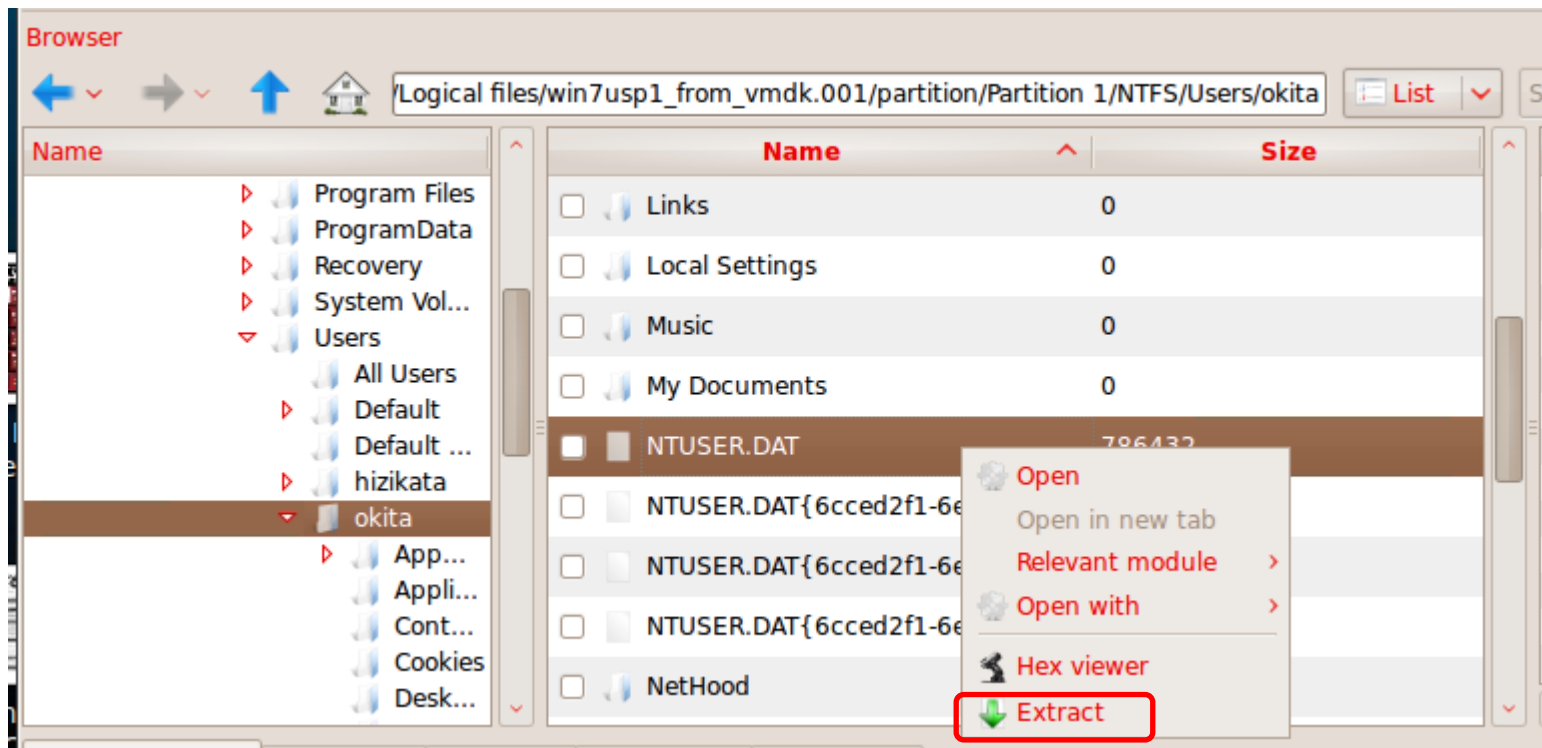 Browser
/Logical files/win7usp1_from_vmdk.001/partition/Partition 1/NTFS/Users/okita
List
Name
Program Files
ProgramData
Recovery
System Vol...
Users
All Users
Default
Default ...
hizikata
okita
App...
Appli...
Cont...
Cookies
Desk...
Name Size
Links 0
Local Settings 0
Music 0
My Documents 0
NTUSER.DAT 786432
NTUSER.DAT{6cced2f1-6e
NTUSER.DAT{6cced2f1-6e
NTUSER.DAT{6cced2f1-6e
NetHood
Open
Open in new tab
Relevant module
Open with
Hex viewer
Extract